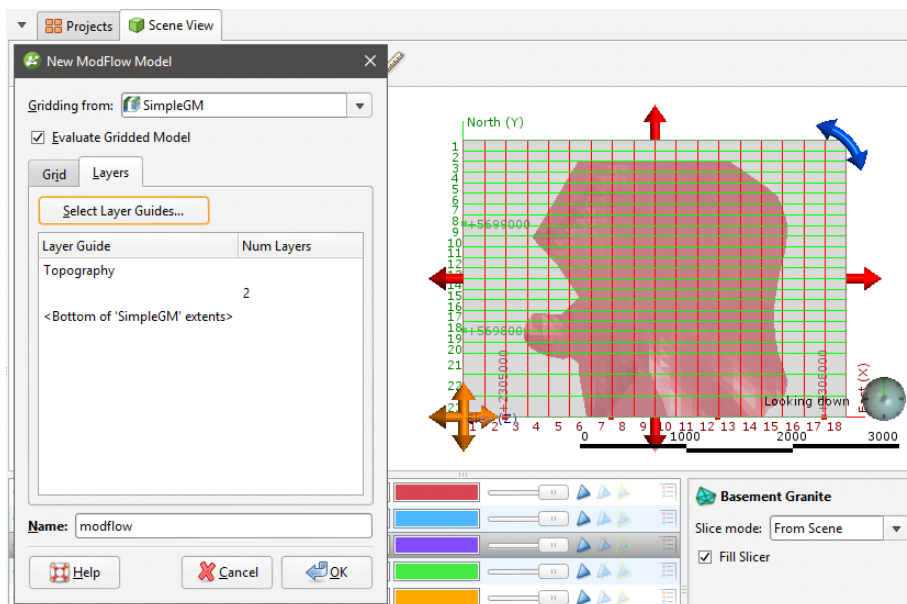 Projects
Scene View
New ModFlow Model
Gridding from: SimpleGM
Evaluate Gridded Model
Grid
Layers
Select Layer Guides...
Layer Guide
Num Layers
Topography
2
<Bottom of 'SimpleGM' extents>
Name: modflow
Help
Cancel
OK
North (Y)
1
2
3
4
5
6
7
8
9
10
11
12
13
14
15
16
17
18
19
20
21
+5699000
+5698000
+2305000
East (X)
Looking down
1 2 3 4 5 6 7 8 9 10 11 12 13 14 15 16 17 18
0 1000 2000 3000
Basement Granite
Slice mode: From Scene
Fill Slicer